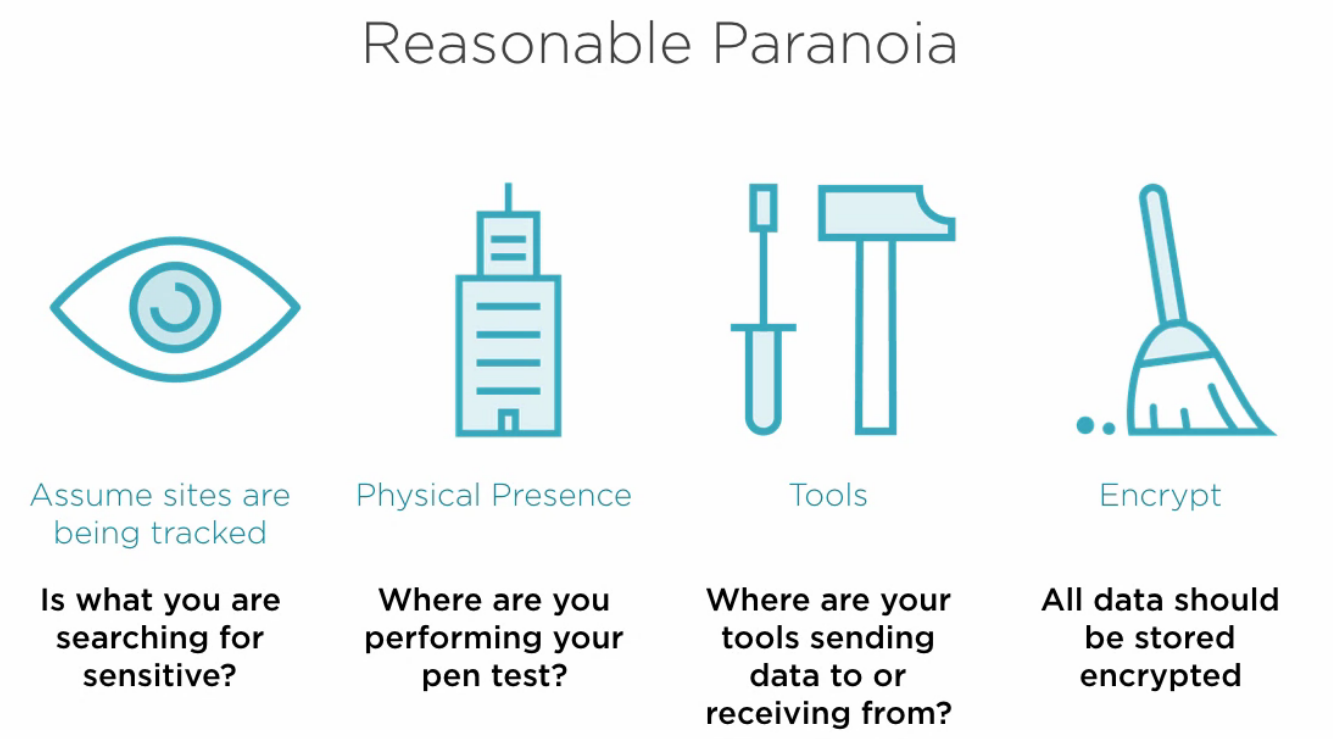 Reasonable Paranoia
Assume sites are
being tracked
Is what you are
searching for
sensitive?
Physical Presence
Where are you
performing your
pen test?
Tools
Where are your
tools sending
data to or
receiving from?
Encrypt
All data should
be stored
encrypted